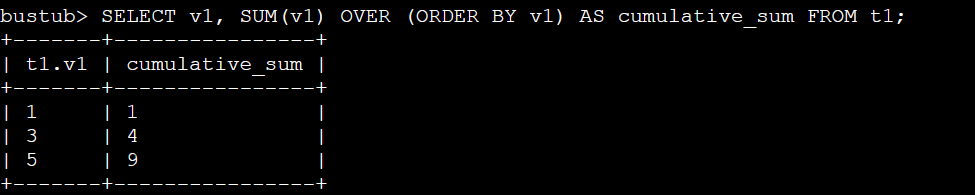 bustub> SELECT v1, SUM(v1) OVER (ORDER BY v1) AS cumulative_sum FROM t1;
+-------+----------------+
| t1.v1 | cumulative_sum |
+-------+----------------+
| 1     | 1              |
| 3     | 4              |
| 5     | 9              |
+-------+----------------+